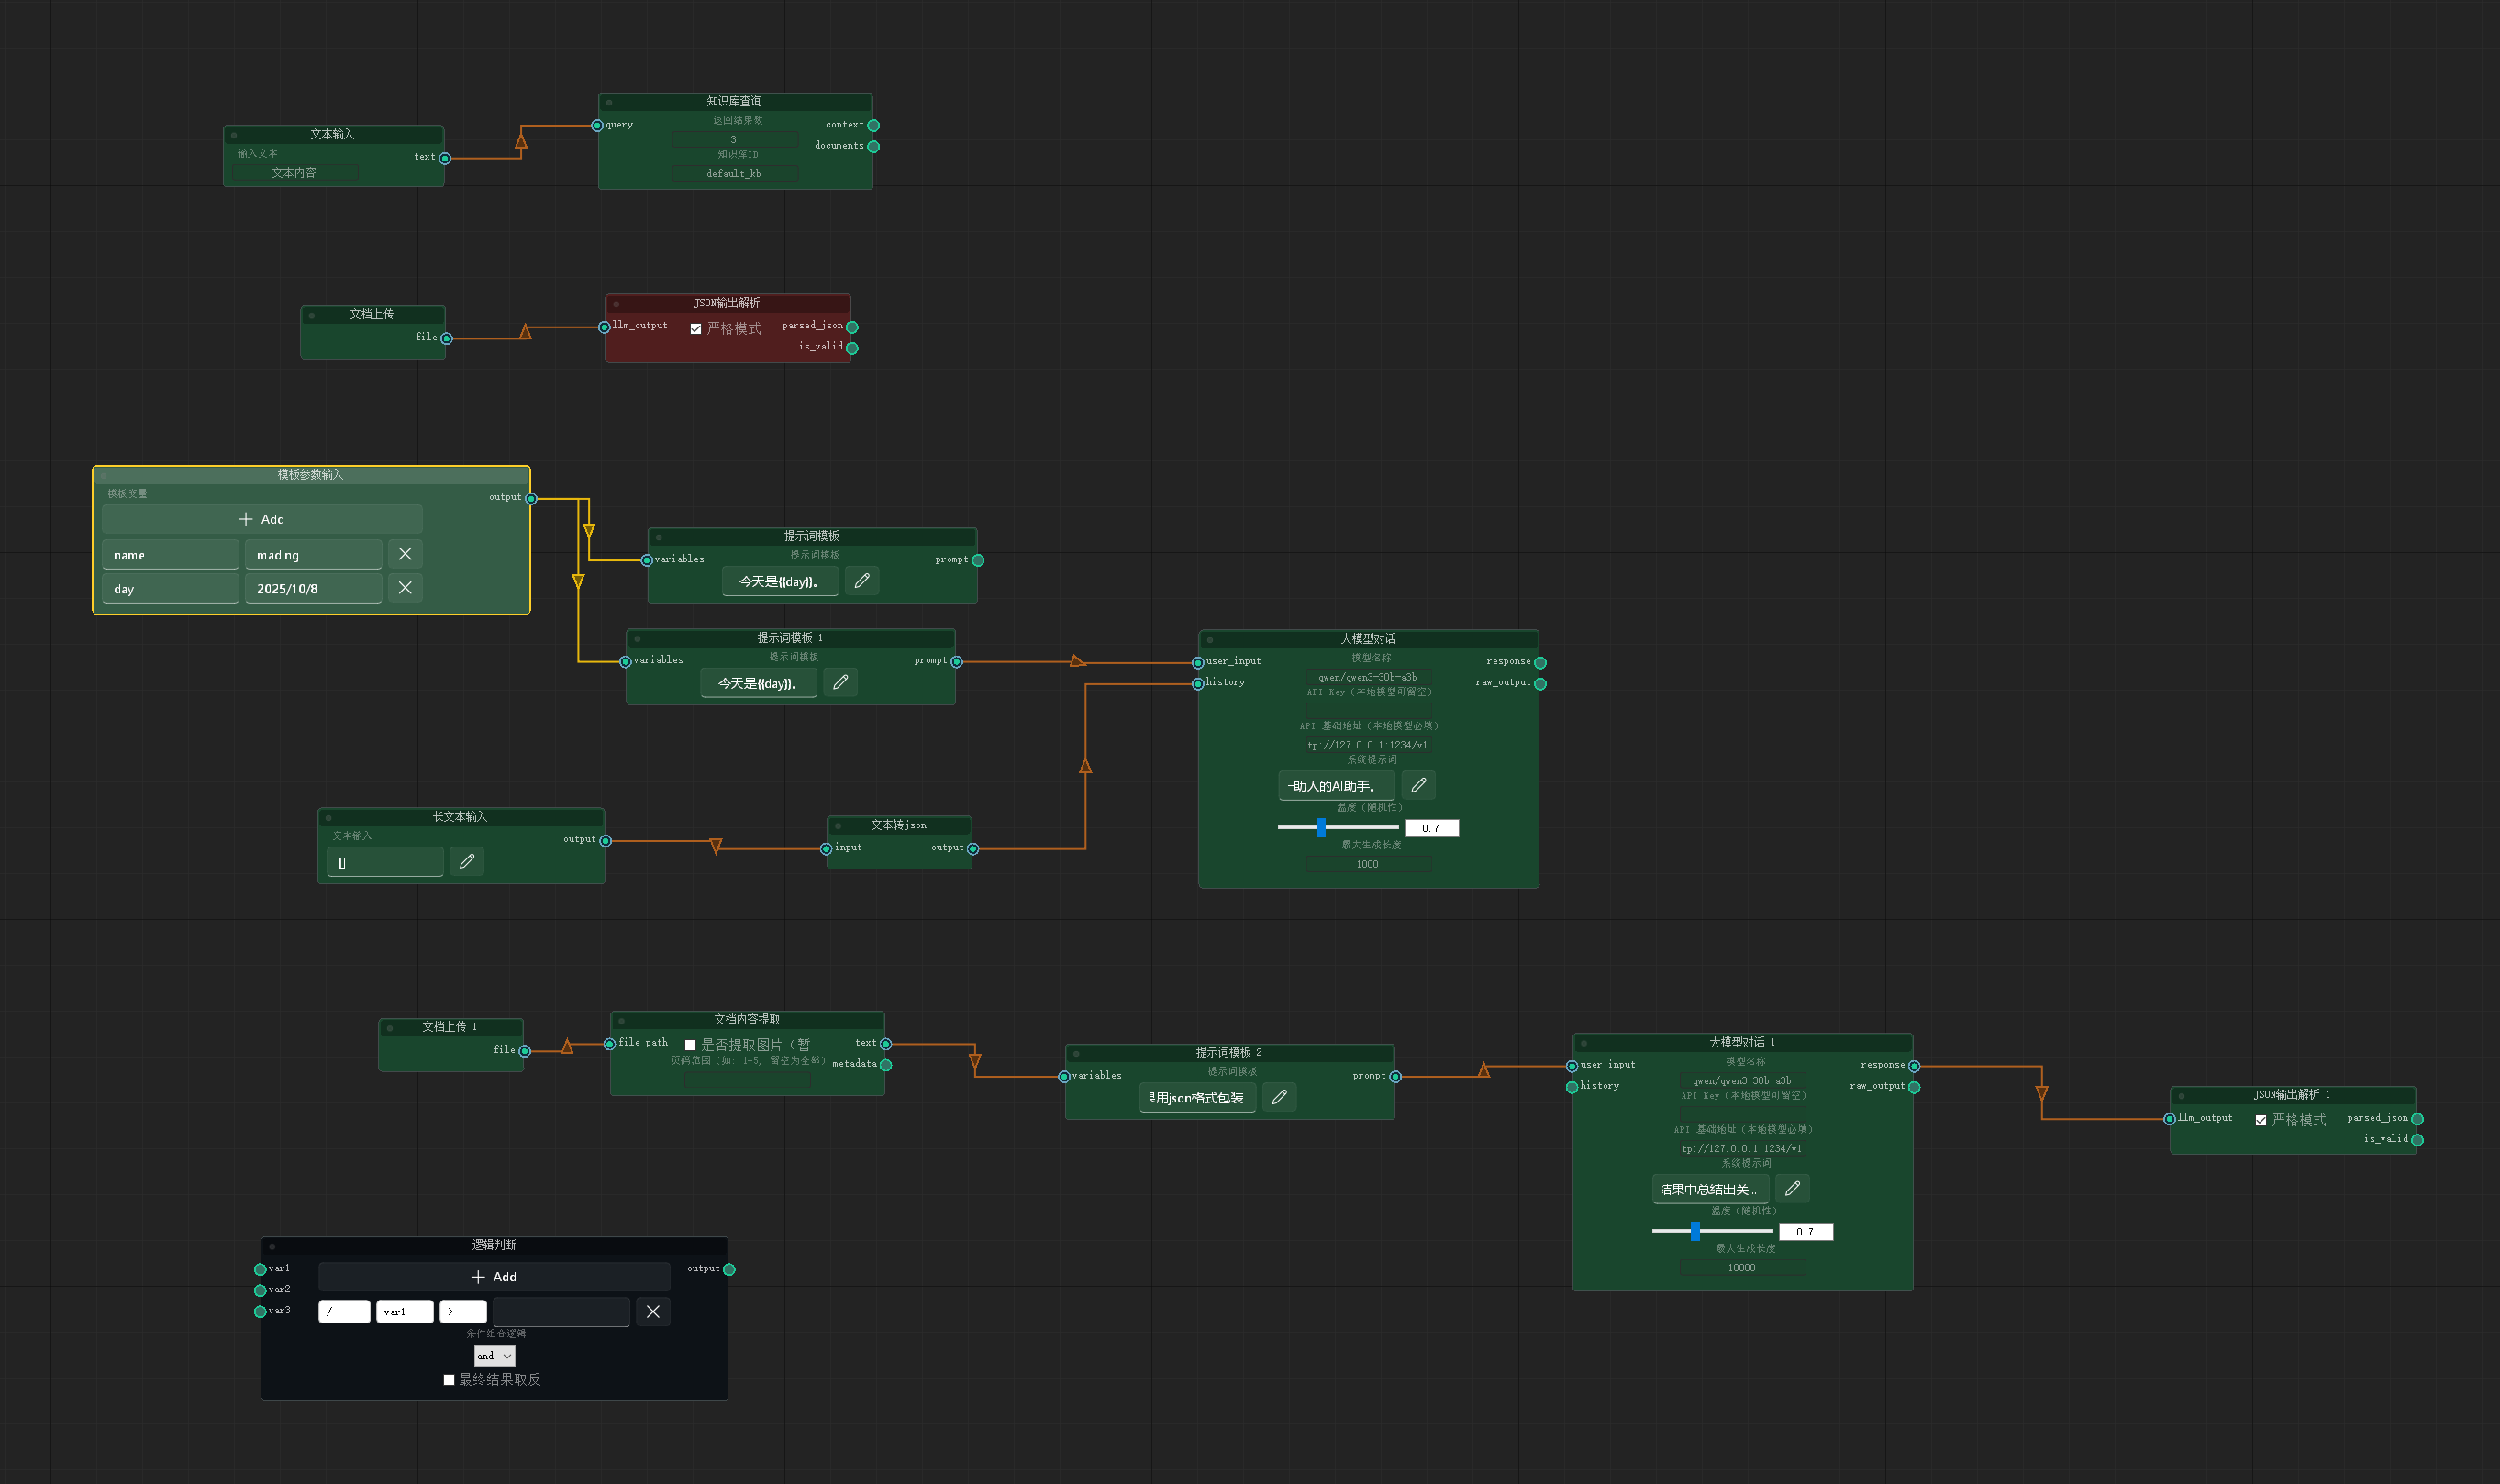 文本输入
输入文本
text
文本内容
知识库查询
query
返回结果数
context
3
documents
知识库ID
default_kb
文档上传
file
JSON输出解析
llm_output
严格模式
parsed_json
is_valid
模板参数输入
模板变量
output
Add
name
mading
day
2025/10/8
提示词模板
variables
提示词模板
prompt
今天是{{day}}。
提示词模板 1
variables
提示词模板
prompt
今天是{{day}}。
大模型对话
user_input
模型名称
response
history
qwen/qwen3-30b-a3b
raw_output
API Key（本地模型可留空）
API 基础地址（本地模型必填）
tp://127.0.0.1:1234/v1
系统提示词
助人的AI助手。
温度（随机性）
0.7
最大生成长度
1000
长文本输入
文本输入
output
[]
文本转json
input
output
文档上传 1
file
文档内容提取
file_path
是否提取图片（暂
text
页码范围（如: 1-5, 留空为全部）
metadata
提示词模板 2
variables
提示词模板
prompt
用json格式包装
大模型对话 1
user_input
模型名称
response
history
qwen/qwen3-30b-a3b
raw_output
API Key（本地模型可留空）
API 基础地址（本地模型必填）
tp://127.0.0.1:1234/v1
系统提示词
结果中总结出关...
温度（随机性）
0.7
最大生成长度
10000
JSON输出解析 1
llm_output
严格模式
parsed_json
is_valid
逻辑判断
var1
Add
output
var2
var3
/
var1
>
条件组合逻辑
and
最终结果取反